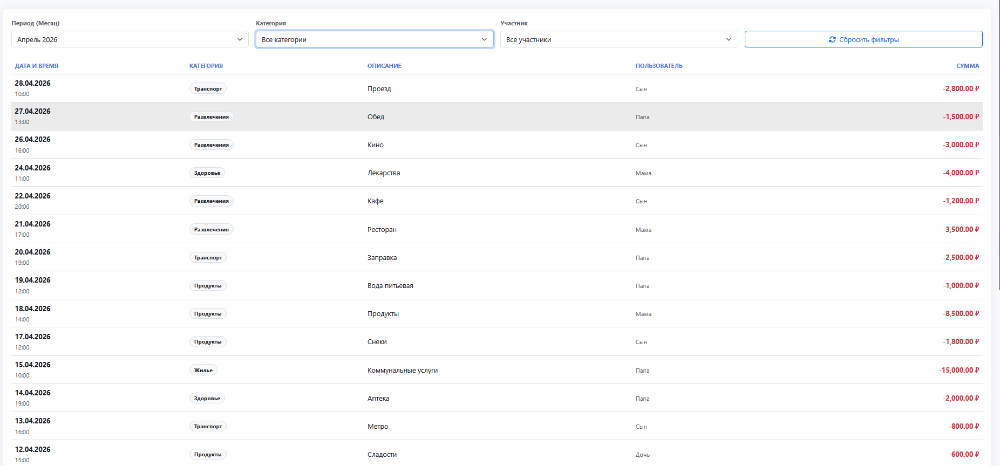 Период (Месяц) Категория Участник
Апрель 2026 Все категории Все участники Сбросить фильтры
ДАТА И ВРЕМЯ КАТЕГОРИЯ ОПИСАНИЕ ПОЛЬЗОВАТЕЛЬ СУММА
28.04.2026
10:00 Транспорт Проезд Сын -2,800.00 ₽
27.04.2026
13:00 Развлечения Обед Папа -1,500.00 ₽
26.04.2026
16:00 Развлечения Кино Сын -3,000.00 ₽
24.04.2026
11:00 Здоровье Лекарства Мама -4,000.00 ₽
22.04.2026
20:00 Развлечения Кафе Сын -1,200.00 ₽
21.04.2026
17:00 Развлечения Ресторан Мама -3,500.00 ₽
20.04.2026
19:00 Транспорт Заправка Папа -2,500.00 ₽
19.04.2026
12:00 Продукты Вода питьевая Папа -1,000.00 ₽
18.04.2026
14:00 Продукты Продукты Мама -8,500.00 ₽
17.04.2026
12:00 Продукты Снеки Сын -1,800.00 ₽
15.04.2026
10:00 Жилье Коммунальные услуги Папа -15,000.00 ₽
14.04.2026
19:00 Здоровье Аптека Папа -2,000.00 ₽
13.04.2026
16:00 Транспорт Метро Сын -800.00 ₽
12.04.2026
15:00 Продукты Сладости Дочь -600.00 ₽